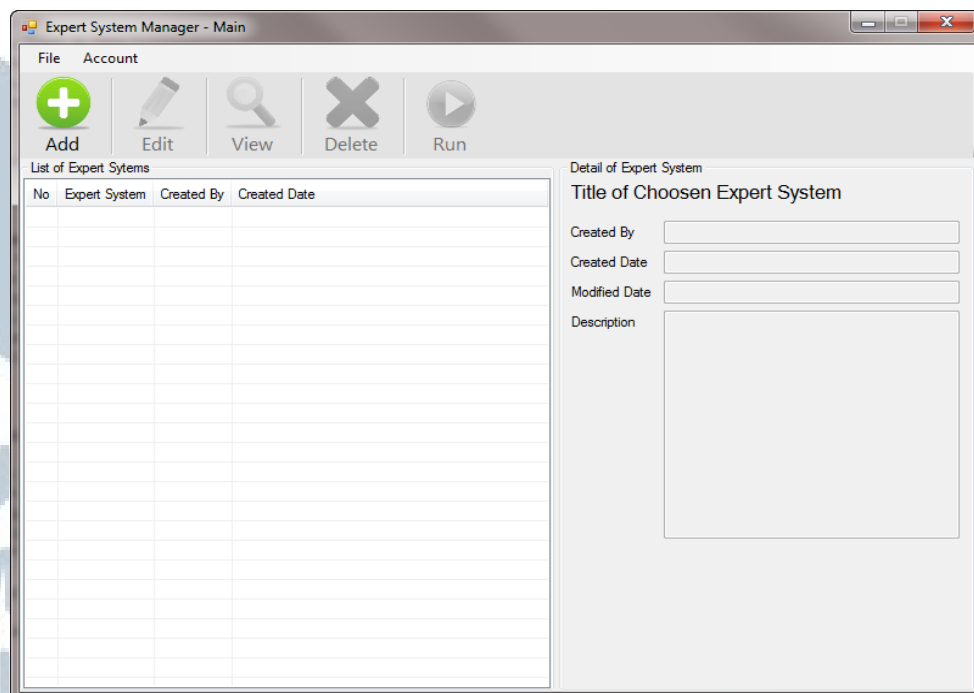 Expert System Manager - Main
File Account
Add Edit View Delete Run
List of Expert Sytems
No Expert System Created By Created Date
Detail of Expert System
Title of Choosen Expert System
Created By
Created Date
Modified Date
Description